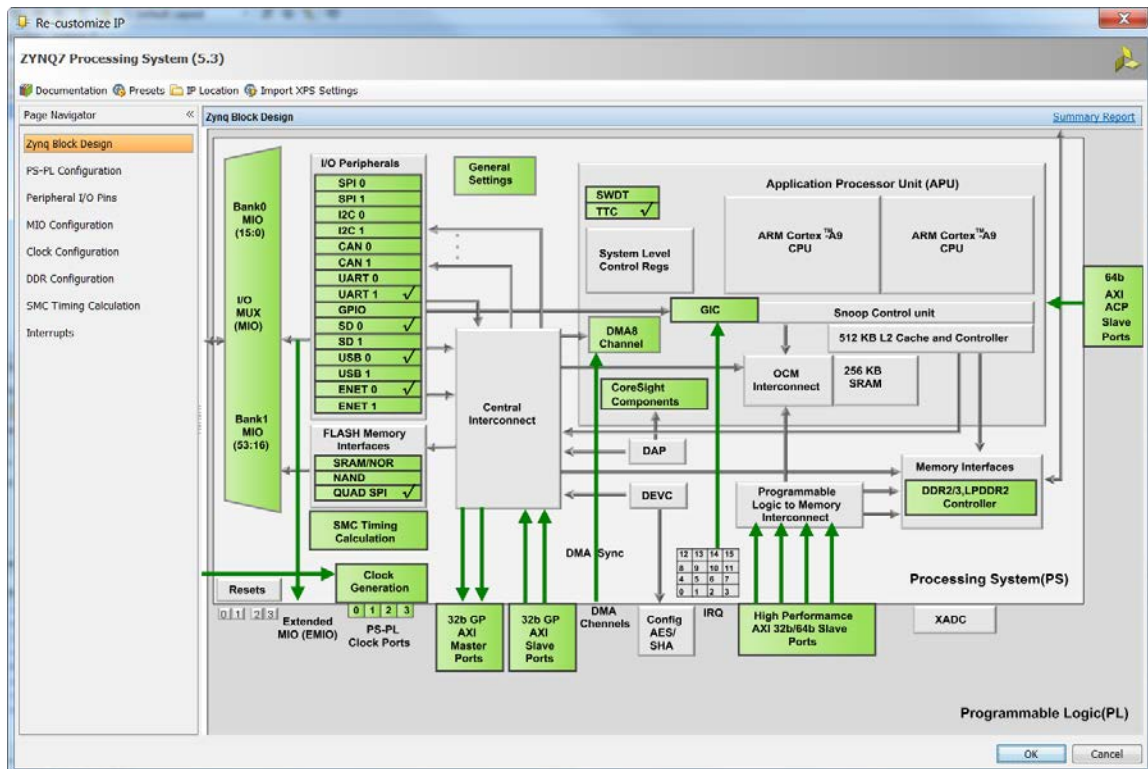 Re-customize IP
ZYNQ7 Processing System (5.3)
Documentation Presets IP Location Import XPS Settings
Page Navigator «
Zynq Block Design
PS-PL Configuration
Peripheral I/O Pins
MIO Configuration
Clock Configuration
DDR Configuration
SMC Timing Calculation
Interrupts
Zynq Block Design
Summary Report
Bank0
MIO
(15:0)
I/O
MUX
(MIO)
Bank1
MIO
(53:16)
I/O Peripherals
SPI 0
SPI 1
I2C 0
I2C 1
CAN 0
CAN 1
UART 0
UART 1 ✓
GPIO
SD 0 ✓
SD 1
USB 0 ✓
USB 1
ENET 0 ✓
ENET 1
FLASH Memory
Interfaces
SRAM/NOR
NAND
QUAD SPI ✓
SMC Timing
Calculation
General
Settings
Application Processor Unit (APU)
SWDT
TTC ✓
System Level
Control Regs
ARM Cortex™-A9
CPU
ARM Cortex™-A9
CPU
GIC
Snoop Control unit
512 KB L2 Cache and Controller
DMA8
Channel
OCM
Interconnect
256 KB
SRAM
CoreSight
Components
Central
Interconnect
DAP
DEVC
Programmable
Logic to Memory
Interconnect
Memory Interfaces
DDR2/3,LPDDR2
Controller
64b
AXI
ACP
Slave
Ports
DMA Sync
12 13 14 15
8 9 10 11
4 5 6 7
0 1 2 3
IRQ
Processing System(PS)
Resets
0 1 2 3
Clock
Generation
0 1 2 3
Extended
MIO (EMIO)
PS-PL
Clock Ports
32b GP
AXI
Master
Ports
32b GP
AXI
Slave
Ports
DMA
Channels
Config
AES/
SHA
High Performamce
AXI 32b/64b Slave
Ports
XADC
Programmable Logic(PL)
OK Cancel